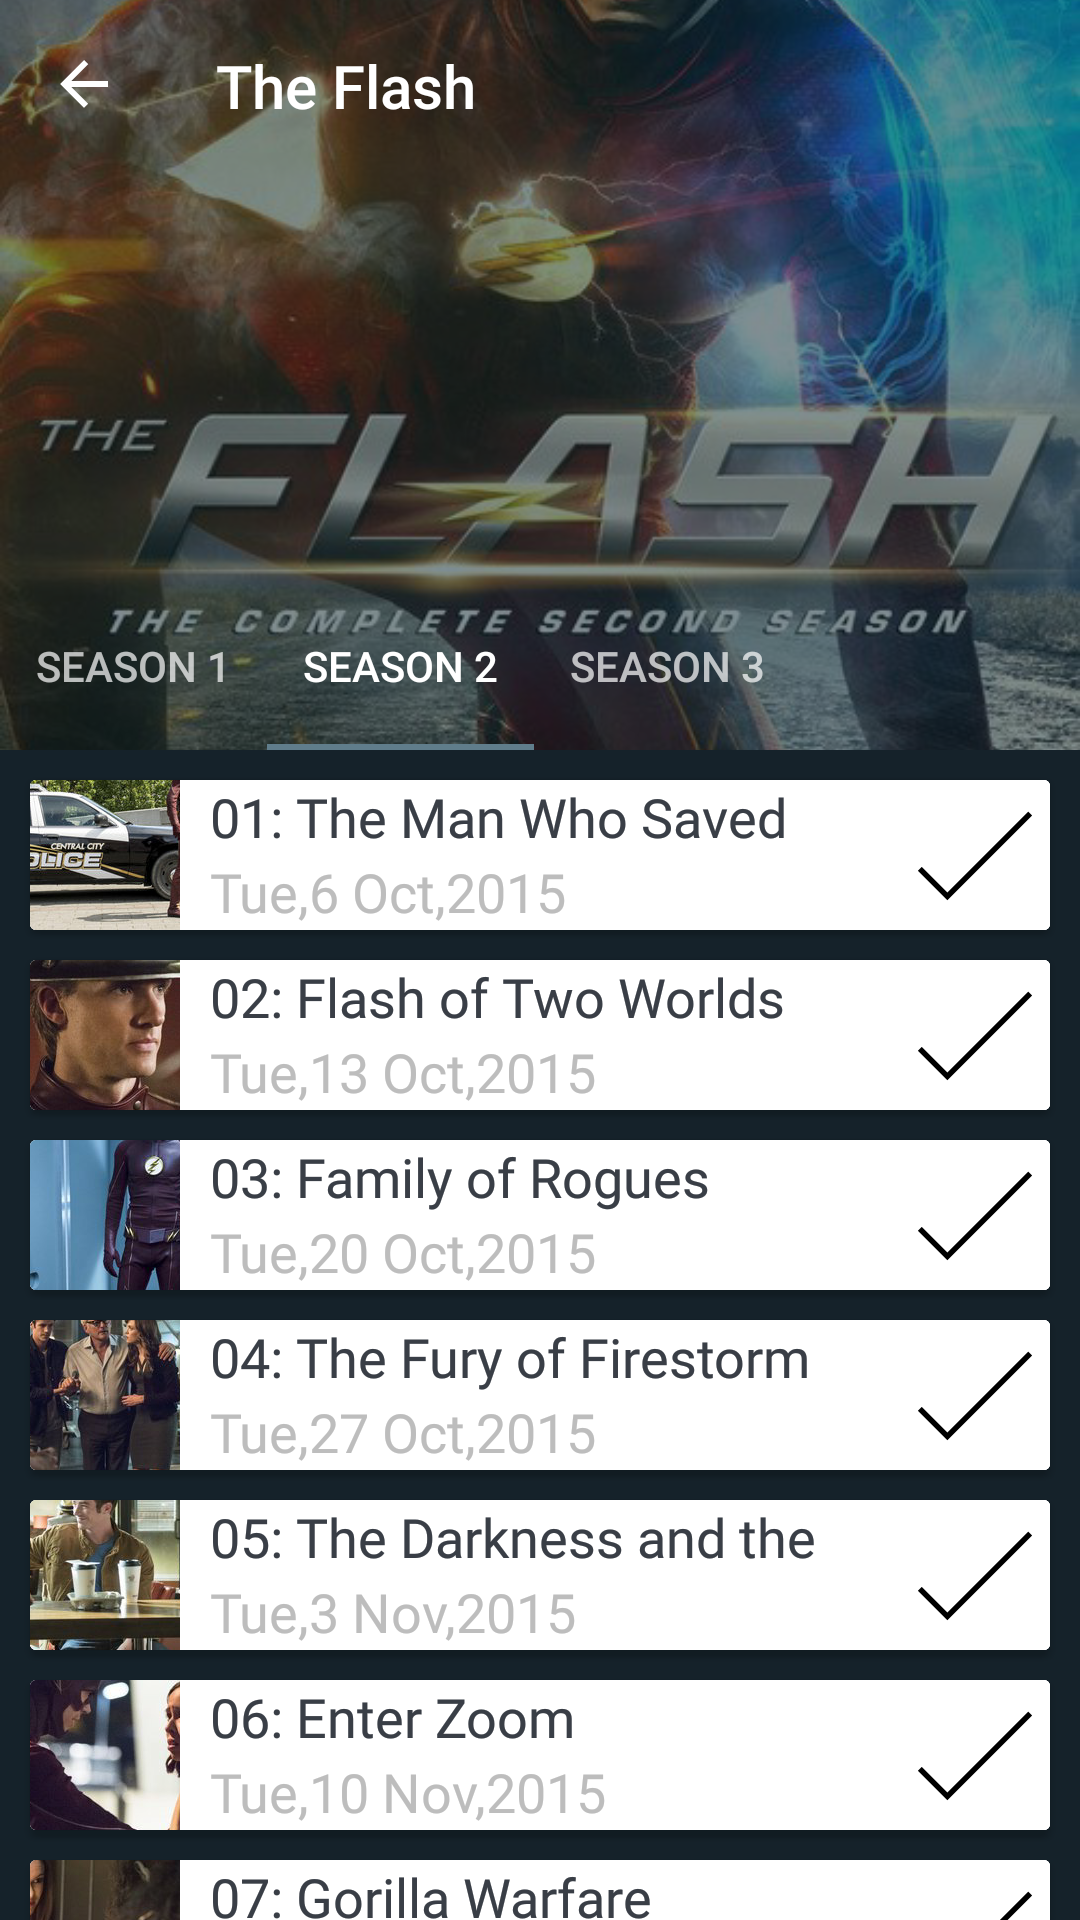 The Flash
THE FLASH
THE COMPLETE SECOND SEASON
SEASON 1
SEASON 2
SEASON 3
01: The Man Who Saved
Tue,6 Oct,2015
CENTRAL CITY
OLICE
02: Flash of Two Worlds
Tue,13 Oct,2015
03: Family of Rogues
Tue,20 Oct,2015
04: The Fury of Firestorm
Tue,27 Oct,2015
05: The Darkness and the
Tue,3 Nov,2015
06: Enter Zoom
Tue,10 Nov,2015
07: Gorilla Warfare